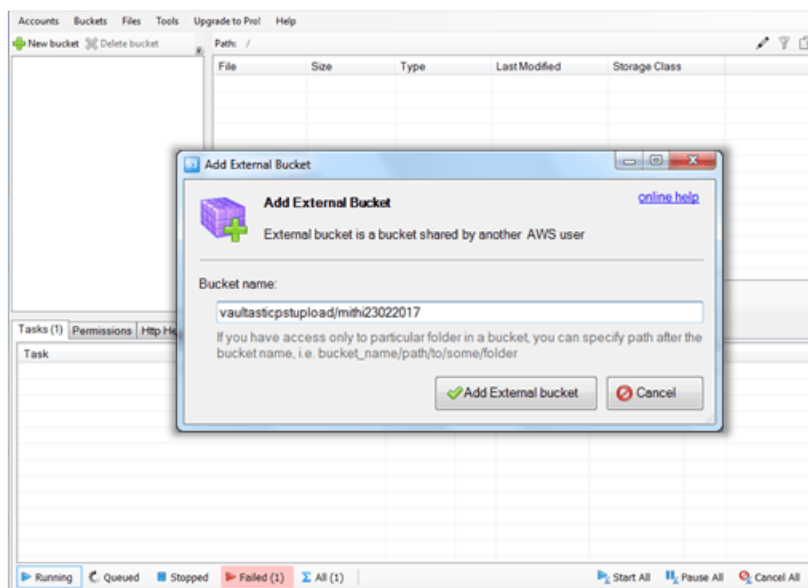 Accounts Buckets Files Tools Upgrade to Pro! Help
New bucket Delete bucket
Path: /
File Size Type Last Modified Storage Class
Add External Bucket
Add External Bucket
online help
External bucket is a bucket shared by another AWS user
Bucket name:
vaultasticpstupload/mithi23022017
If you have access only to particular folder in a bucket, you can specify path after the
bucket name, i.e. bucket_name/path/to/some/folder
Add External bucket
Cancel
Tasks (1) Permissions Http He
Task
Running Queued Stopped Failed (1) All (1) Start All Pause All Cancel All